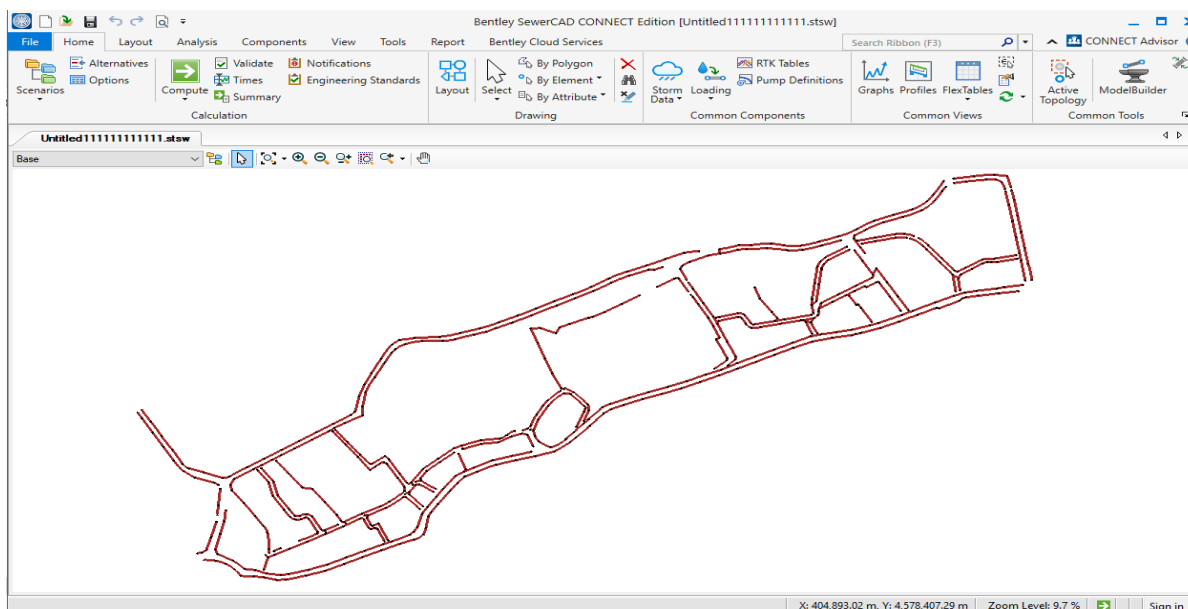 Bentley SewerCAD CONNECT Edition [Untitled111111111111.stsw]
File Home Layout Analysis Components View Tools Report Bentley Cloud Services Search Ribbon (F3) CONNECT Advisor
Scenarios Alternatives Options
Compute Validate Times Summary Notifications Engineering Standards
Calculation
Layout Select By Polygon By Element By Attribute
Drawing
Storm Data Loading RTK Tables Pump Definitions
Common Components
Graphs Profiles FlexTables
Common Views
Active Topology ModelBuilder
Common Tools
Untitled111111111111.stsw
Base
X: 404.893,02 m, Y: 4.578.407,29 m Zoom Level: 9,7 % Sign in